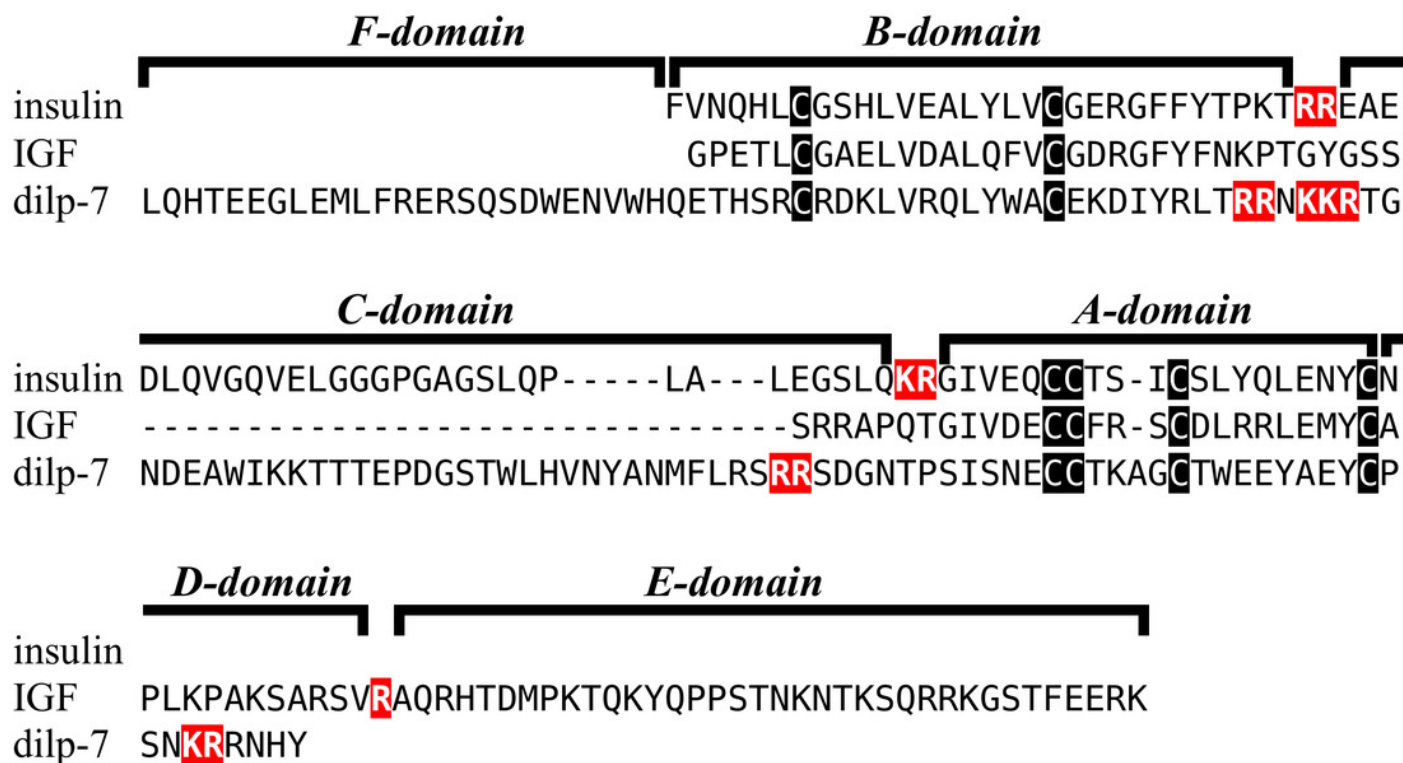 F-domain B-domain
insulin FVNQHLCGSHLVEALYLVCGERGFFYTPKTRREAE
IGF GPETLCGAELVDALQFVCGDRGFYFNKPTGYGSS
dilp-7 LQHTEEGLEMLFRERSQSDWENVWHQETHSRCRDKLVRQLYWACEKDIYRLTRRNKKRTG
C-domain A-domain
insulin DLQVGQVELGGGPGAGSLQP-----LA---LEGSLQKRGIVEQCCTS-ICSLYQLENYCN
IGF -------------------------------SRRAPQTGIVDECCFR-SCDLRRLEMYCA
dilp-7 NDEAWIKKTTTEPDGSTWLHVNYANMFLRSRRSDGNTPSISNECCTKAGCTWEEYAEYCP
D-domain E-domain
insulin
IGF PLKPAKSARSVRAQRHTDMPKTQKYQPPSTNKNTKSQRRKGSTFEERK
dilp-7 SNKRRNHY